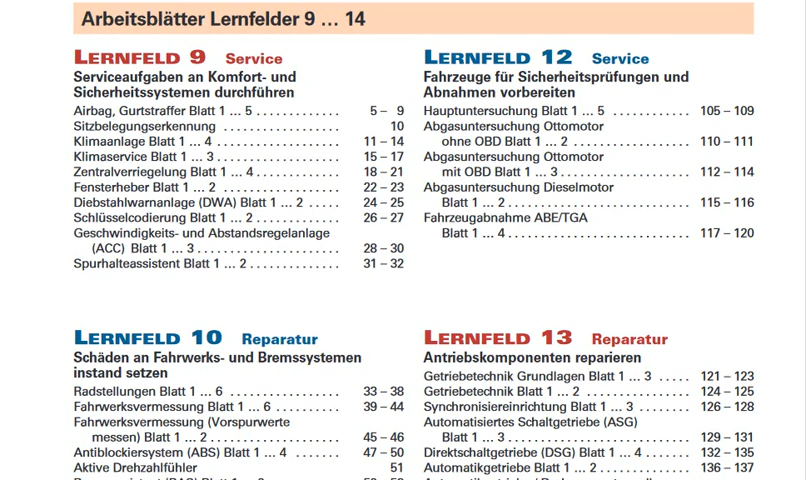 Arbeitsblätter Lernfelder 9 ... 14
LERNFELD 9 Service
Serviceaufgaben an Komfort- und
Sicherheitssystemen durchführen
Airbag, Gurtstraffer Blatt 1 ... 5 ............. 5 – 9
Sitzbelegungserkennung .................. 10
Klimaanlage Blatt 1 ... 4 ................... 11 – 14
Klimaservice Blatt 1 ... 3 ................... 15 – 17
Zentralverriegelung Blatt 1 ... 4 ............. 18 – 21
Fensterheber Blatt 1 ... 2 .................. 22 – 23
Diebstahlwarnanlage (DWA) Blatt 1 ... 2 ..... 24 – 25
Schlüsselcodierung Blatt 1 ... 2 .............. 26 – 27
Geschwindigkeits- und Abstandsregelanlage
(ACC) Blatt 1 ... 3 ...................... 28 – 30
Spurhalteassistent Blatt 1 ... 2 .............. 31 – 32
LERNFELD 10 Reparatur
Schäden an Fahrwerks- und Bremssystemen
instand setzen
Radstellungen Blatt 1 ... 6 .................. 33 – 38
Fahrwerksvermessung Blatt 1 ... 6 .......... 39 – 44
Fahrwerksvermessung (Vorspurwerte
messen) Blatt 1 ... 2 .................... 45 – 46
Antiblockiersystem (ABS) Blatt 1 ... 4 ....... 47 – 50
Aktive Drehzahlfühler 51
LERNFELD 12 Service
Fahrzeuge für Sicherheitsprüfungen und
Abnahmen vorbereiten
Hauptuntersuchung Blatt 1 ... 5 ............ 105 – 109
Abgasuntersuchung Ottomotor
ohne OBD Blatt 1 ... 2 .................. 110 – 111
Abgasuntersuchung Ottomotor
mit OBD Blatt 1 ... 3 .................... 112 – 114
Abgasuntersuchung Dieselmotor
Blatt 1 ... 2 ............................ 115 – 116
Fahrzeugabnahme ABE/TGA
Blatt 1 ... 4 ............................ 117 – 120
LERNFELD 13 Reparatur
Antriebskomponenten reparieren
Getriebetechnik Grundlagen Blatt 1 ... 3 ..... 121 – 123
Getriebetechnik Blatt 1 ... 2 ................ 124 – 125
Synchronisiereinrichtung Blatt 1 ... 3 ........ 126 – 128
Automatisiertes Schaltgetriebe (ASG)
Blatt 1 ... 3 ............................ 129 – 131
Direktschaltgetriebe (DSG) Blatt 1 ... 4 ....... 132 – 135
Automatikgetriebe Blatt 1 ... 2 .............. 136 – 137